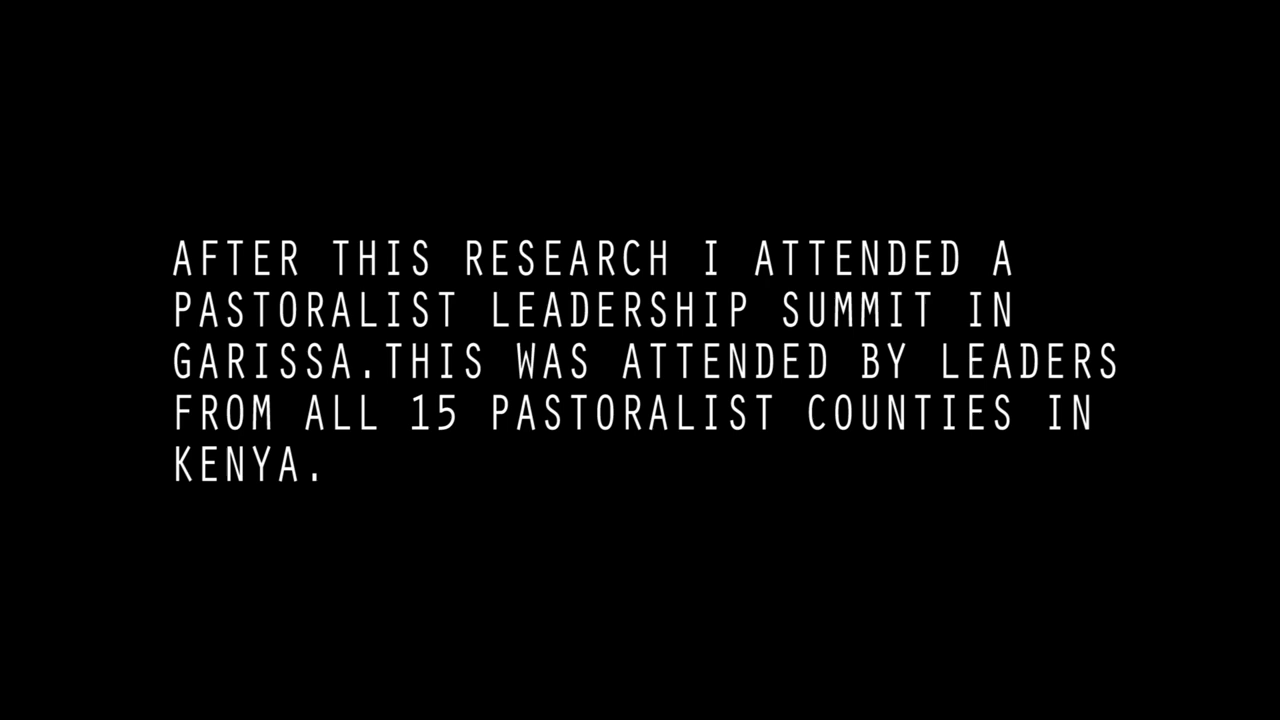 AFTER THIS RESEARCH I ATTENDED A
PASTORALIST LEADERSHIP SUMMIT IN
GARISSA.THIS WAS ATTENDED BY LEADERS
FROM ALL 15 PASTORALIST COUNTIES IN
KENYA.